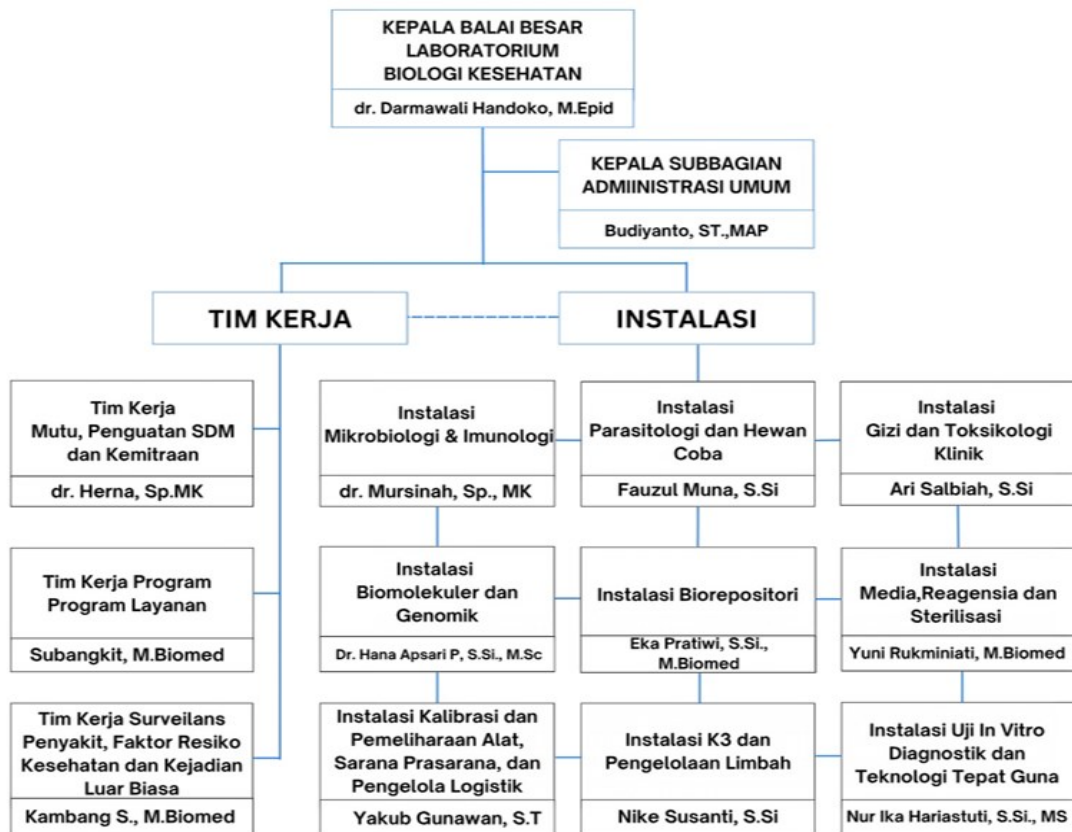 KEPALA BALAI BESAR
LABORATORIUM
BIOLOGI KESEHATAN
dr. Darmawali Handoko, M.Epid
KEPALA SUBBAGIAN
ADMIINISTRASI UMUM
Budiyanto, ST.,MAP
TIM KERJA
INSTALASI
Tim Kerja
Mutu, Penguatan SDM
dan Kemitraan
dr. Herna, Sp.MK
Instalasi
Mikrobiologi & Imunologi
dr. Mursinah, Sp., MK
Instalasi
Parasitologi dan Hewan
Coba
Fauzul Muna, S.Si
Instalasi
Gizi dan Toksikologi
Klinik
Ari Salbiah, S.Si
Tim Kerja Program
Program Layanan
Subangkit, M.Biomed
Instalasi
Biomolekuler dan
Genomik
Dr. Hana Apsari P, S.Si., M.Sc
Instalasi Biorepositori
Eka Pratiwi, S.Si.,
M.Biomed
Instalasi
Media,Reagensia dan
Sterilisasi
Yuni Rukminiati, M.Biomed
Tim Kerja Surveilans
Penyakit, Faktor Resiko
Kesehatan dan Kejadian
Luar Biasa
Kambang S., M.Biomed
Instalasi Kalibrasi dan
Pemeliharaan Alat,
Sarana Prasarana, dan
Pengelola Logistik
Yakub Gunawan, S.T
Instalasi K3 dan
Pengelolaan Limbah
Nike Susanti, S.Si
Instalasi Uji In Vitro
Diagnostik dan
Teknologi Tepat Guna
Nur Ika Hariastuti, S.Si., MS